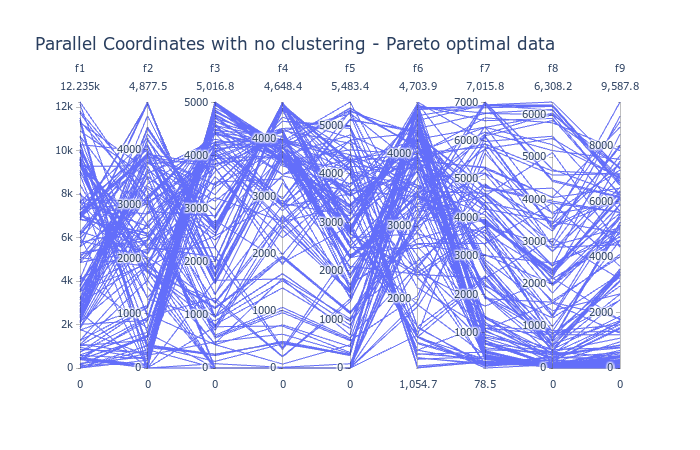 Parallel Coordinates with no clustering - Pareto optimal data
f1 f2 f3 f4 f5 f6 f7 f8 f9
12.235k 4,877.5 5,016.8 4,648.4 5,483.4 4,703.9 7,015.8 6,308.2 9,587.8
12k 5000 7000
6000
5000
4000
6000
8000
10k 4000 4000 4000 5000
8k 3000 3000 4000 5000 4000 6000
6k 2000 2000 2000 3000 3000 4000 3000 4000
4k 1000 1000 1000 2000 2000 3000 2000 2000
2k 1000 2000 1000
1000
0 0 0 0 0 0 0
0 0 0 0 0 1,054.7 78.5 0 0